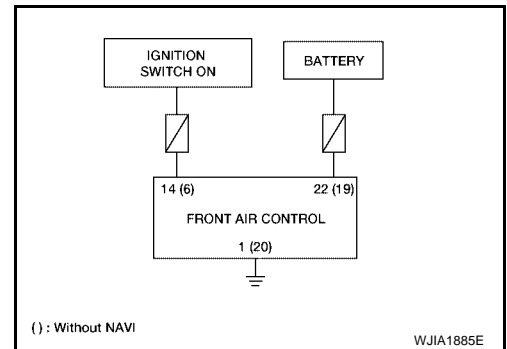 IGNITION
SWITCH ON
BATTERY
14 (6)
22 (19)
FRONT AIR CONTROL
1 (20)
( ) : Without NAVI
WJIA1885E